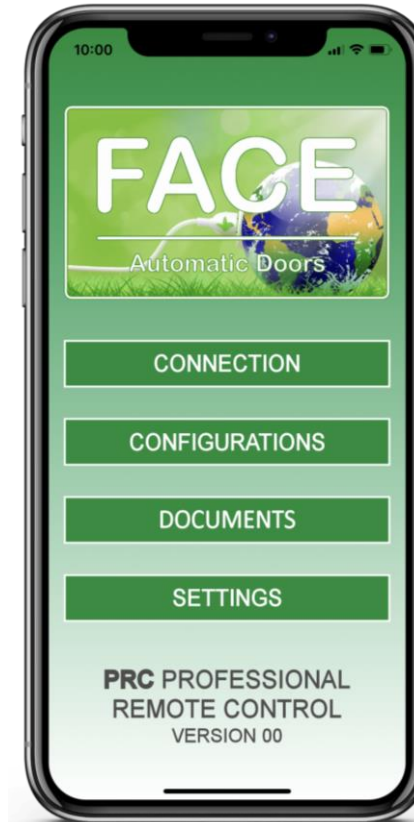 10:00
FACE
Automatic Doors
CONNECTION
CONFIGURATIONS
DOCUMENTS
SETTINGS
PRC PROFESSIONAL
REMOTE CONTROL
VERSION 00